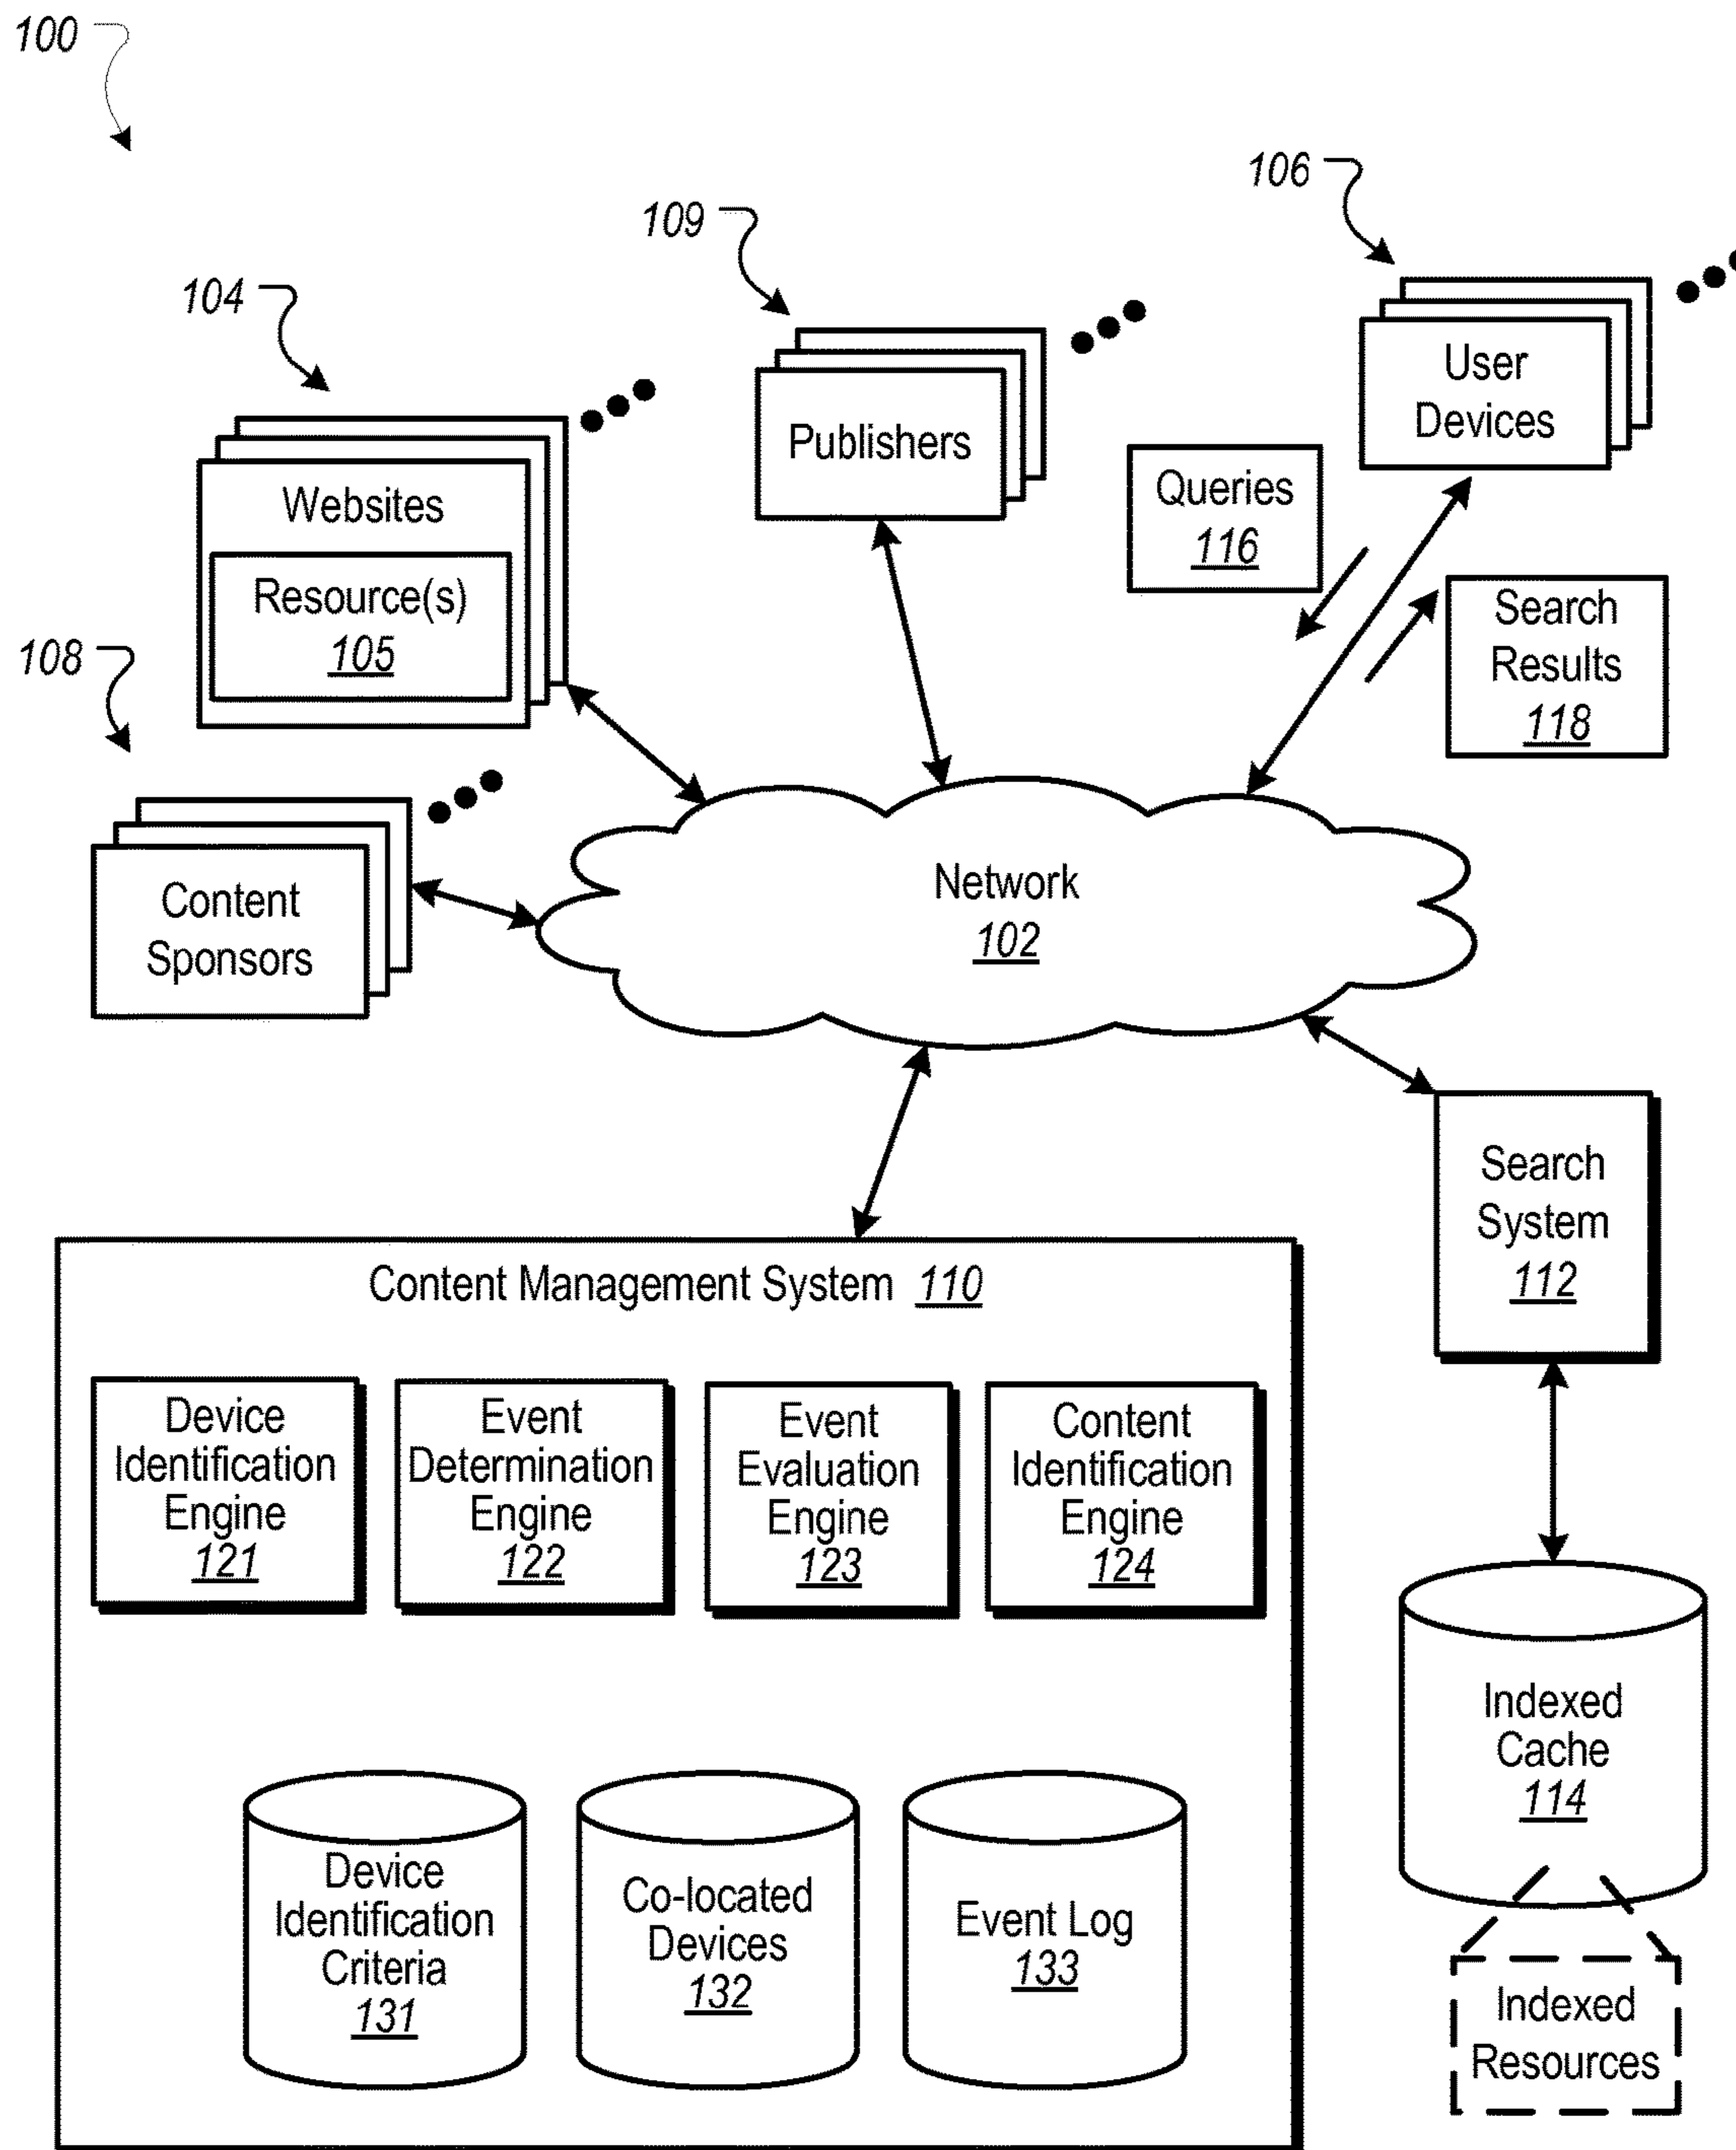 100
106
109
104
User
Devices
Publishers
Queries
116
Websites
Resource(s)
105
Search
Results
118
108
Content
Sponsors
Network
102
Search
System
112
Content Management System 110
Device
Identification
Engine
121
Event
Determination
Engine
122
Event
Evaluation
Engine
123
Content
Identification
Engine
124
Indexed
Cache
114
Device
Identification
Criteria
131
Co-located
Devices
132
Event Log
133
Indexed
Resources